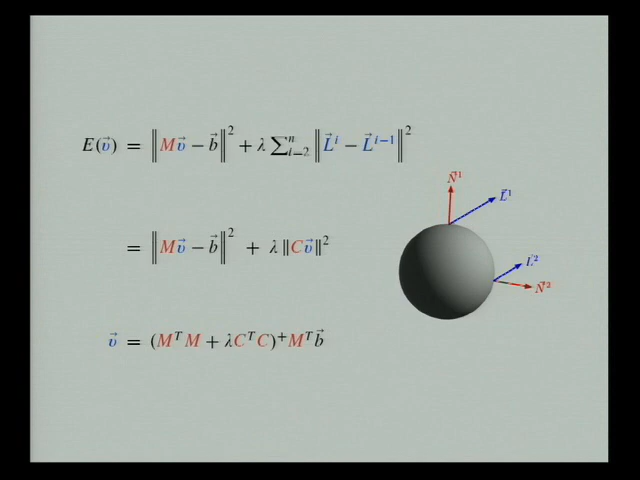 E(v⃗) = ‖Mv⃗ − b⃗‖² + λ∑ⁿᵢ₌₂ ‖L⃗ⁱ − L⃗ⁱ⁻¹‖²
N⃗¹
L⃗¹
= ‖Mv⃗ − b⃗‖² + λ‖Cv⃗‖²
L⃗²
N⃗²
v⃗ = (MᵀM + λCᵀC)⁺Mᵀb⃗